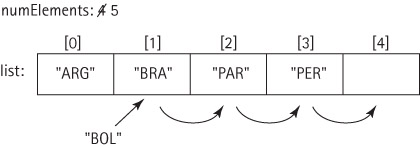 numElements: 4 5
[0] [1] [2] [3] [4]
list: "ARG" "BRA" "PAR" "PER"
"BOL"